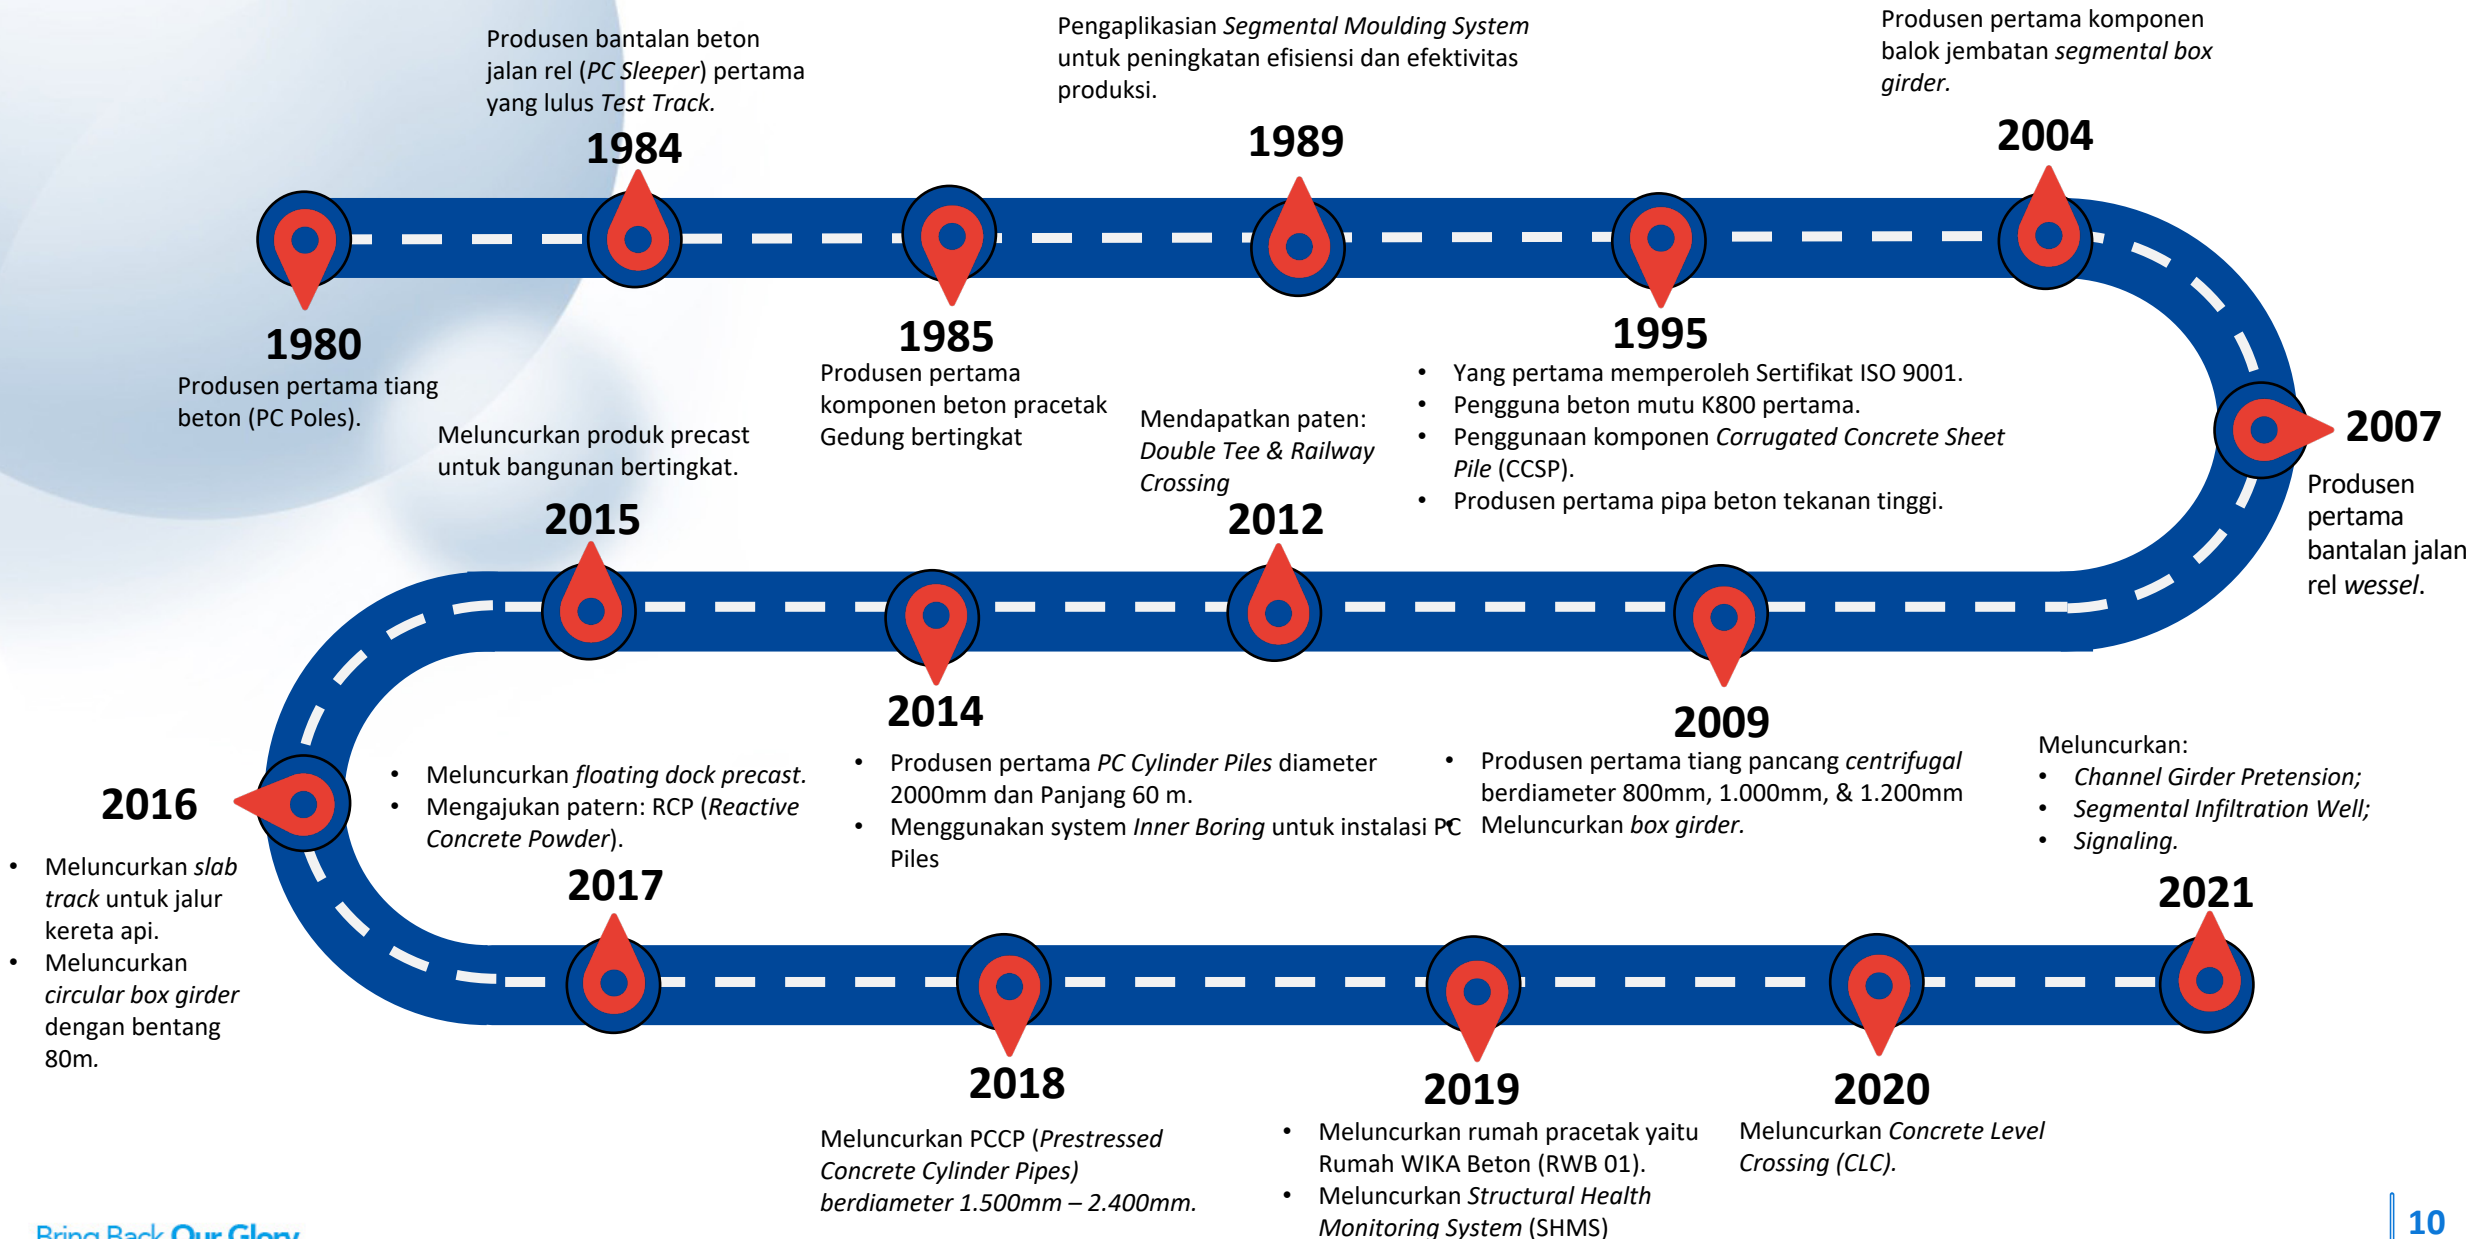 Produsen bantalan beton
jalan rel (PC Sleeper) pertama
yang lulus Test Track.
1984
Pengaplikasian Segmental Moulding System
untuk peningkatan efisiensi dan efektivitas
produksi.
1989
Produsen pertama komponen
balok jembatan segmental box
girder.
2004
1980
Produsen pertama tiang
beton (PC Poles).
1985
Produsen pertama
komponen beton pracetak
Gedung bertingkat
1995
• Yang pertama memperoleh Sertifikat ISO 9001.
• Pengguna beton mutu K800 pertama.
• Penggunaan komponen Corrugated Concrete Sheet
Pile (CCSP).
• Produsen pertama pipa beton tekanan tinggi.
2007
Produsen
pertama
bantalan jalan
rel wessel.
Meluncurkan produk precast
untuk bangunan bertingkat.
2015
Mendapatkan paten:
Double Tee & Railway
Crossing
2012
2014
• Produsen pertama PC Cylinder Piles diameter
2000mm dan Panjang 60 m.
• Menggunakan system Inner Boring untuk instalasi PC
Piles
2009
• Produsen pertama tiang pancang centrifugal
berdiameter 800mm, 1.000mm, & 1.200mm
• Meluncurkan box girder.
2016
• Meluncurkan slab
track untuk jalur
kereta api.
• Meluncurkan
circular box girder
dengan bentang
80m.
• Meluncurkan floating dock precast.
• Mengajukan patern: RCP (Reactive
Concrete Powder).
2017
Meluncurkan:
• Channel Girder Pretension;
• Segmental Infiltration Well;
• Signaling.
2021
2018
Meluncurkan PCCP (Prestressed
Concrete Cylinder Pipes)
berdiameter 1.500mm – 2.400mm.
2019
• Meluncurkan rumah pracetak yaitu
Rumah WIKA Beton (RWB 01).
• Meluncurkan Structural Health
Monitoring System (SHMS)
2020
Meluncurkan Concrete Level
Crossing (CLC).
Bring Back Our Glory
10